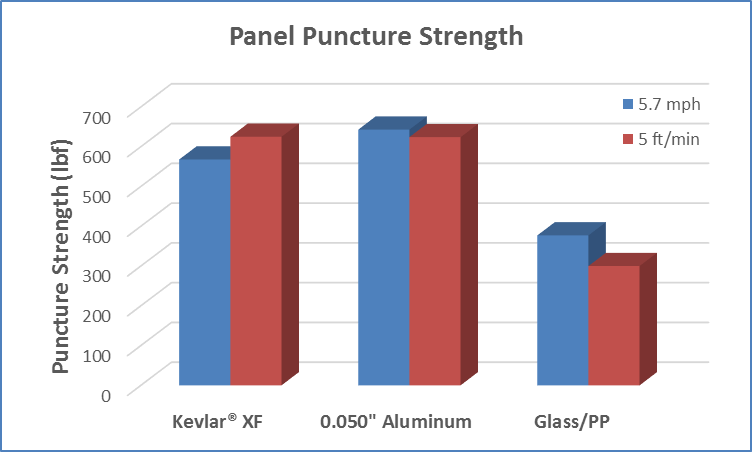 Panel Puncture Strength
Puncture Strength (lbf)
700
600
500
400
300
200
100
0
5.7 mph
5 ft/min
Kevlar® XF
0.050" Aluminum
Glass/PP